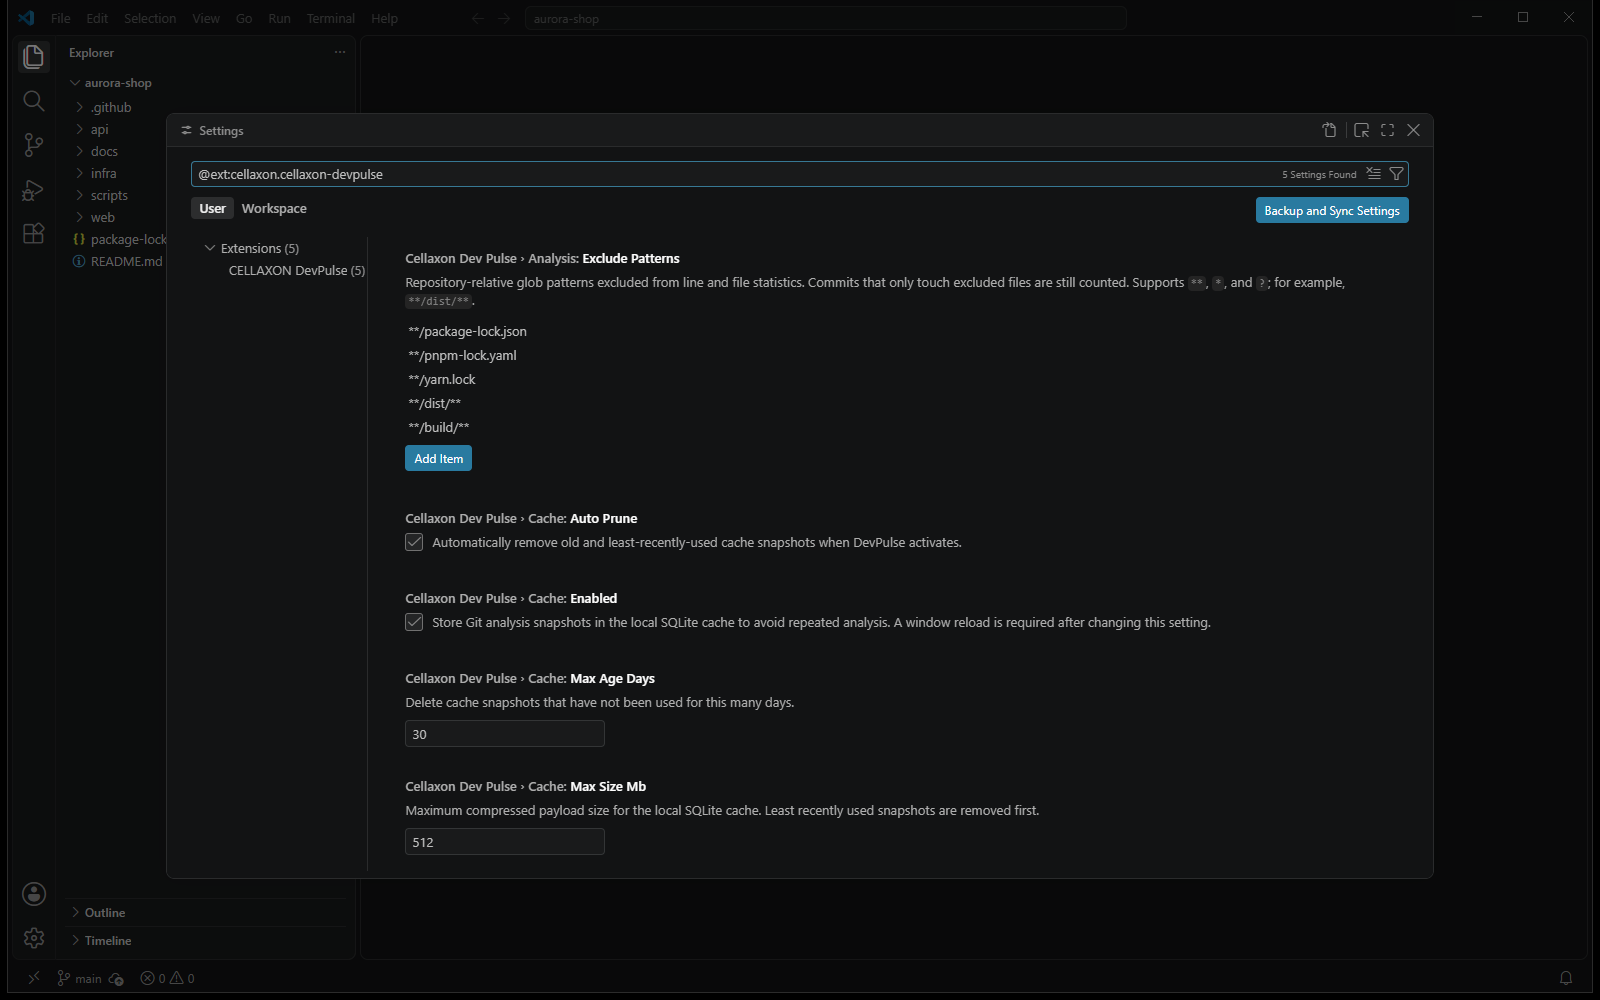 File Edit Selection View Go Run Terminal Help
aurora-shop
Explorer
aurora-shop
.github
api
docs
infra
scripts
web
package-lock
README.md
Outline
Timeline
Settings
@ext:cellaxon.cellaxon-devpulse
5 Settings Found
User Workspace
Backup and Sync Settings
Extensions (5)
CELLAXON DevPulse (5)
Cellaxon Dev Pulse › Analysis: Exclude Patterns
Repository-relative glob patterns excluded from line and file statistics. Commits that only touch excluded files are still counted. Supports **, *, and ?; for example,
**/dist/**.
**/package-lock.json
**/pnpm-lock.yaml
**/yarn.lock
**/dist/**
**/build/**
Add Item
Cellaxon Dev Pulse › Cache: Auto Prune
Automatically remove old and least-recently-used cache snapshots when DevPulse activates.
Cellaxon Dev Pulse › Cache: Enabled
Store Git analysis snapshots in the local SQLite cache to avoid repeated analysis. A window reload is required after changing this setting.
Cellaxon Dev Pulse › Cache: Max Age Days
Delete cache snapshots that have not been used for this many days.
30
Cellaxon Dev Pulse › Cache: Max Size Mb
Maximum compressed payload size for the local SQLite cache. Least recently used snapshots are removed first.
512
main 0 0